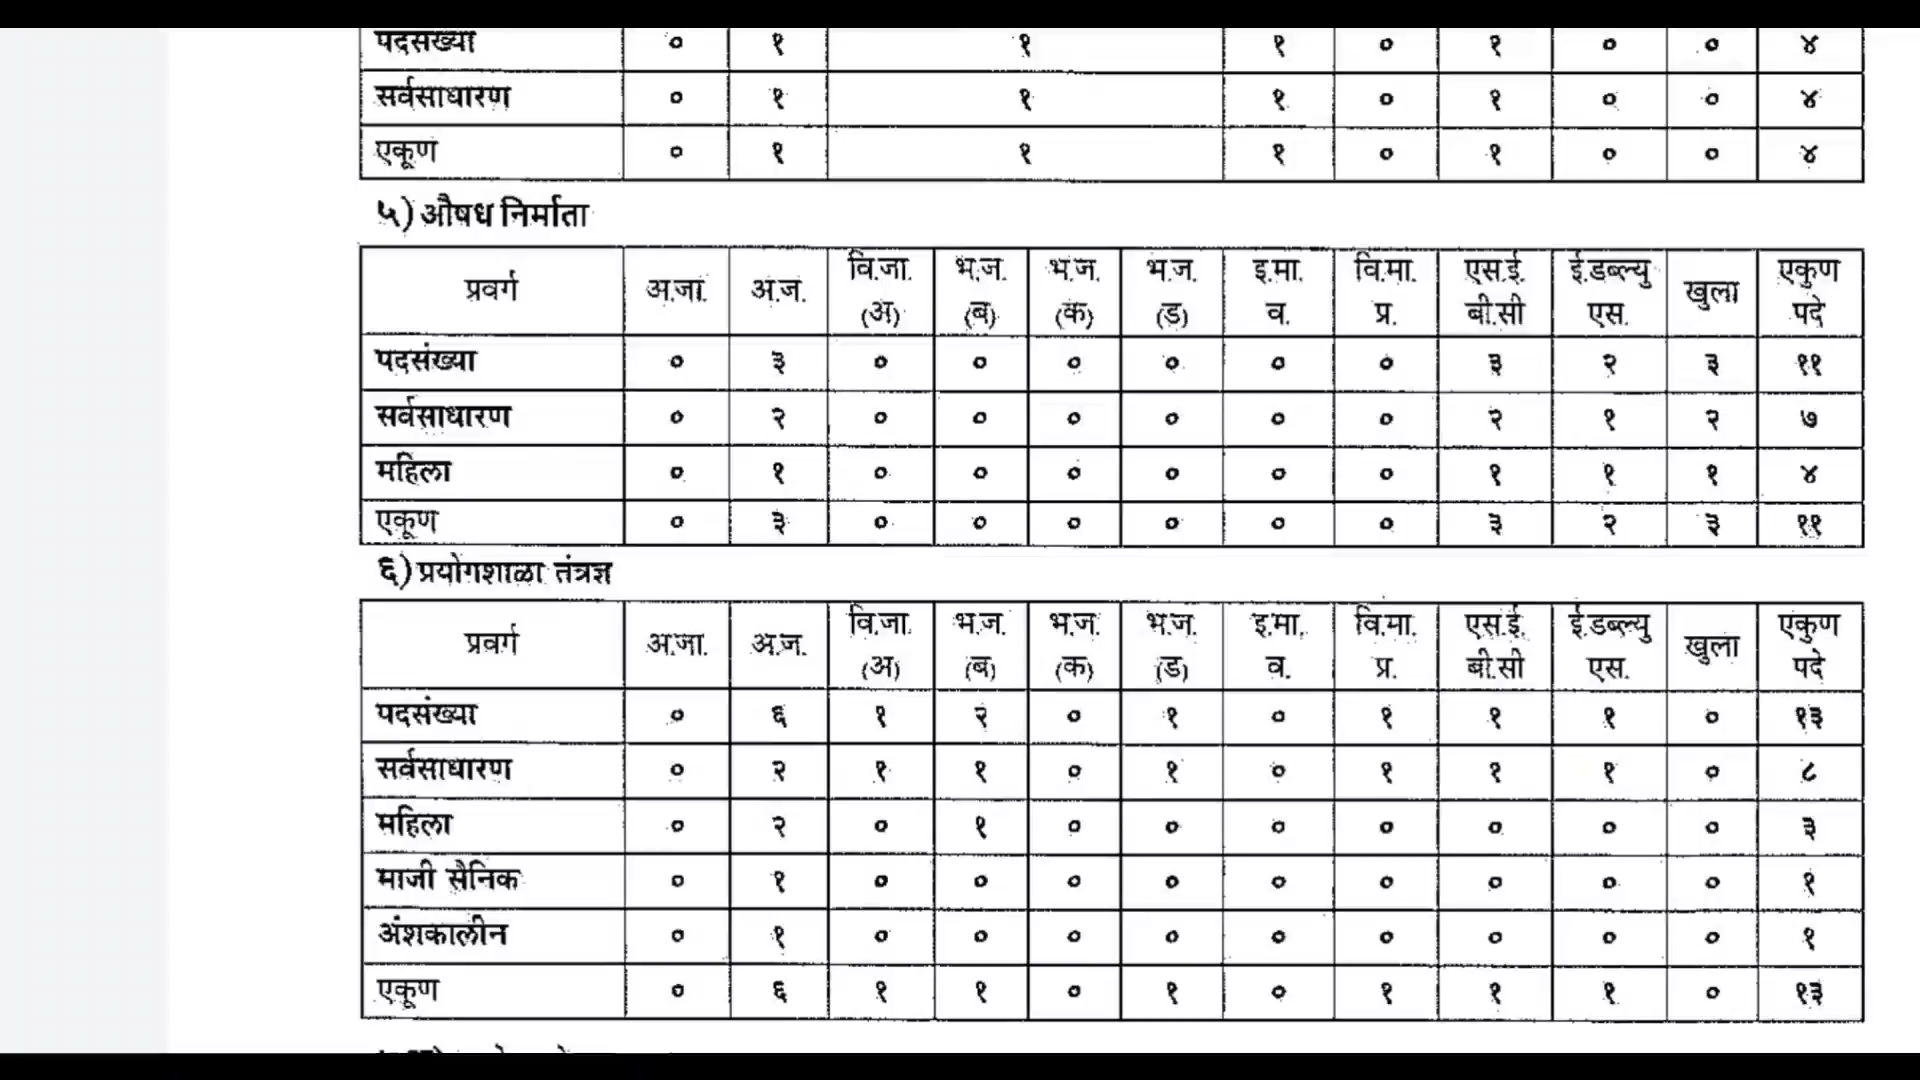 पदसंख्या ० १ १ १ ० १ ० ० ४
सर्वसाधारण ० १ १ १ ० १ ० ० ४
एकूण ० १ १ १ ० १ ० ० ४
५) औषध निर्माता
प्रवर्ग अ.जा. अ.ज. वि.जा. (अ) भ.ज. (ब) भ.ज. (क) भ.ज. (ड) इ.मा. व. वि.मा. प्र. एस.ई. बी.सी ई.डब्ल्यु एस. खुला एकुण पदे
पदसंख्या ० ३ ० ० ० ० ० ० ३ २ ३ ११
सर्वसाधारण ० २ ० ० ० ० ० ० २ १ २ ७
महिला ० १ ० ० ० ० ० ० १ १ १ ४
एकूण ० ३ ० ० ० ० ० ० ३ २ ३ ११
६) प्रयोगशाळा तंत्रज्ञ
प्रवर्ग अ.जा. अ.ज. वि.जा. (अ) भ.ज. (ब) भ.ज. (क) भ.ज. (ड) इ.मा. व. वि.मा. प्र. एस.ई. बी.सी ई.डब्ल्यु एस. खुला एकुण पदे
पदसंख्या ० ६ १ २ ० १ ० १ १ १ ० १३
सर्वसाधारण ० २ १ १ ० १ ० १ १ १ ० ८
महिला ० २ ० १ ० ० ० ० ० ० ० ३
माजी सैनिक ० १ ० ० ० ० ० ० ० ० ० १
अंशकालीन ० १ ० ० ० ० ० ० ० ० ० १
एकूण ० ६ १ १ ० १ ० १ १ १ ० १३